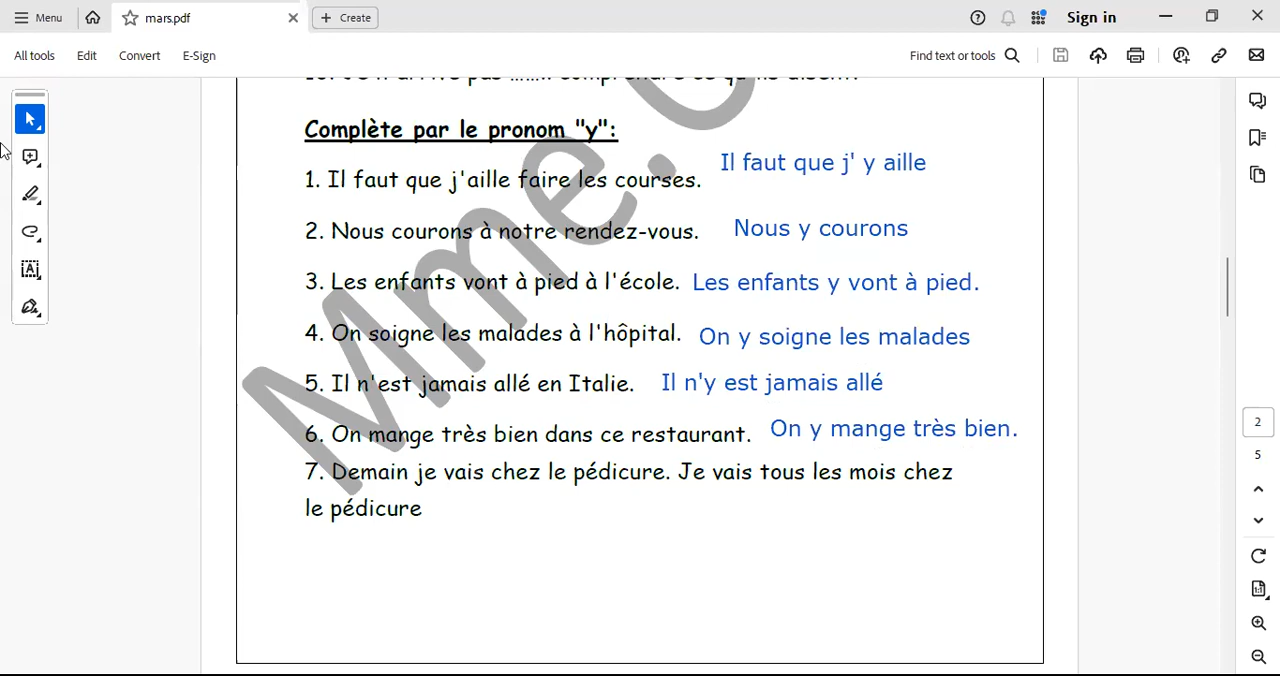 Menu
mars.pdf
Create
Sign in
All tools
Edit
Convert
E-Sign
Find text or tools
Complète par le pronom "y":
1. Il faut que j'aille faire les courses.
Il faut que j' y aille
2. Nous courons à notre rendez-vous.
Nous y courons
3. Les enfants vont à pied à l'école.
Les enfants y vont à pied.
4. On soigne les malades à l'hôpital.
On y soigne les malades
5. Il n'est jamais allé en Italie.
Il n'y est jamais allé
6. On mange très bien dans ce restaurant.
On y mange très bien.
7. Demain je vais chez le pédicure. Je vais tous les mois chez
le pédicure
Mme.
2
5